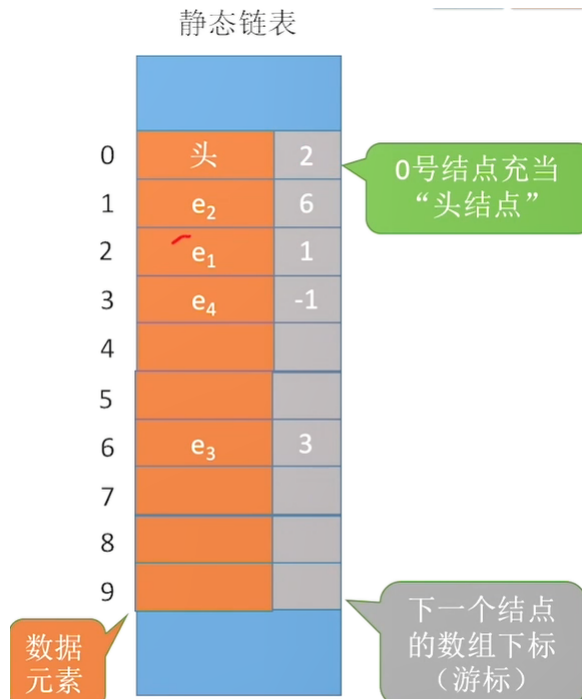 静态链表
0 头 2
1 e₂ 6
2 e₁ 1
3 e₄ -1
4
5
6 e₃ 3
7
8
9
0号结点充当
“头结点”
数据
元素
下一个结点
的数组下标
（游标）